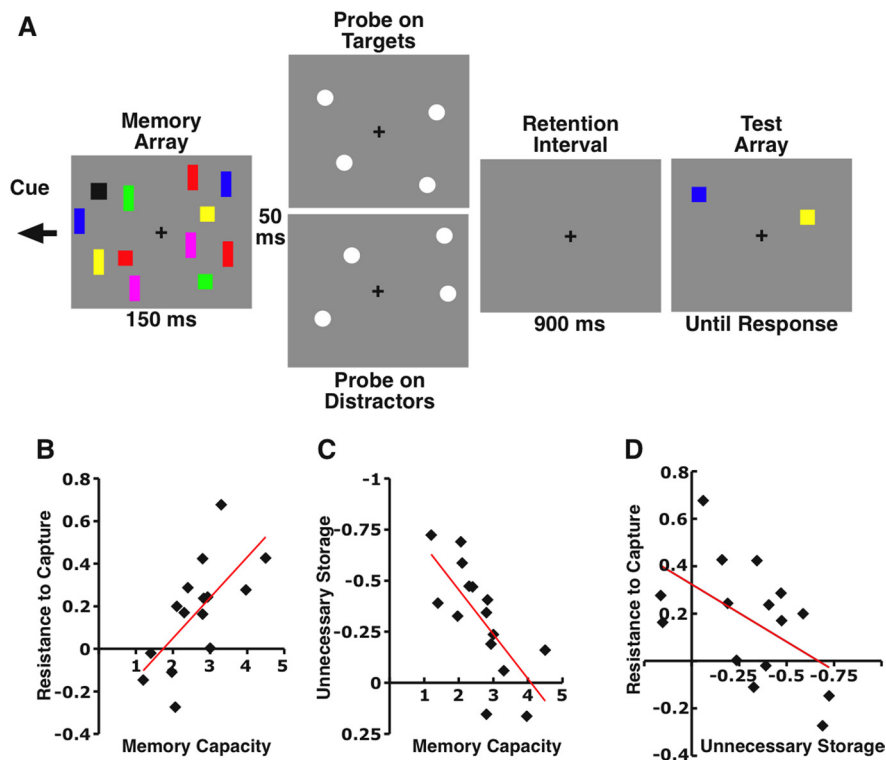 A
Probe on
Targets
Memory
Array
Cue
150 ms
50
ms
Probe on
Distractors
Retention
Interval
900 ms
Test
Array
Until Response
B
Resistance to Capture
0.8
0.6
0.4
0.2
0
-0.2
-0.4
1 2 3 4 5
Memory Capacity
C
Unnecessary Storage
-1
-0.75
-0.5
-0.25
0
0.25
1 2 3 4 5
Memory Capacity
D
Resistance to Capture
0.8
0.6
0.4
0.2
0
-0.2
-0.4
-0.25 -0.5 -0.75
Unnecessary Storage